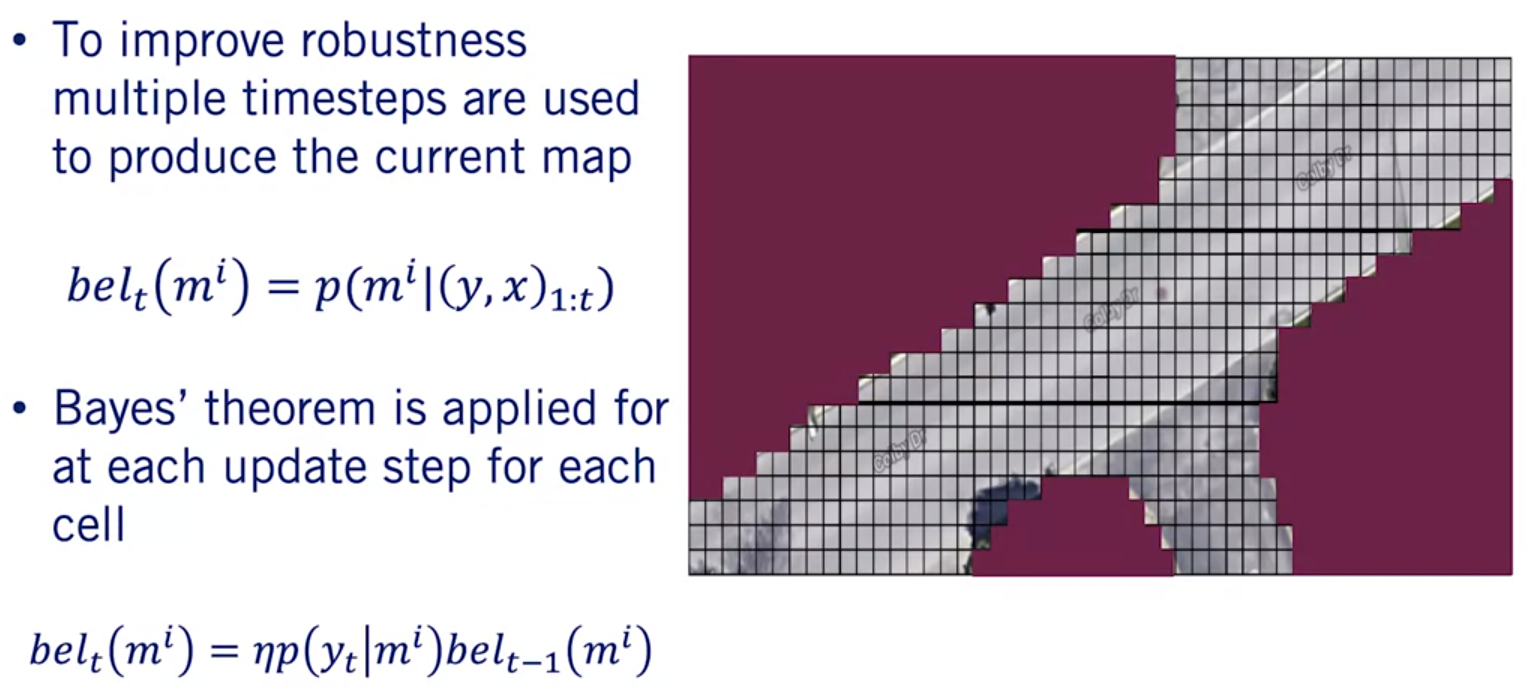 • To improve robustness
multiple timesteps are used
to produce the current map
bel_t(m^i) = p(m^i|(y, x)_{1:t})
• Bayes’ theorem is applied for
at each update step for each
cell
bel_t(m^i) = ηp(y_t|m^i)bel_{t−1}(m^i)
Colby Dr
Colby Dr
Colby Dr